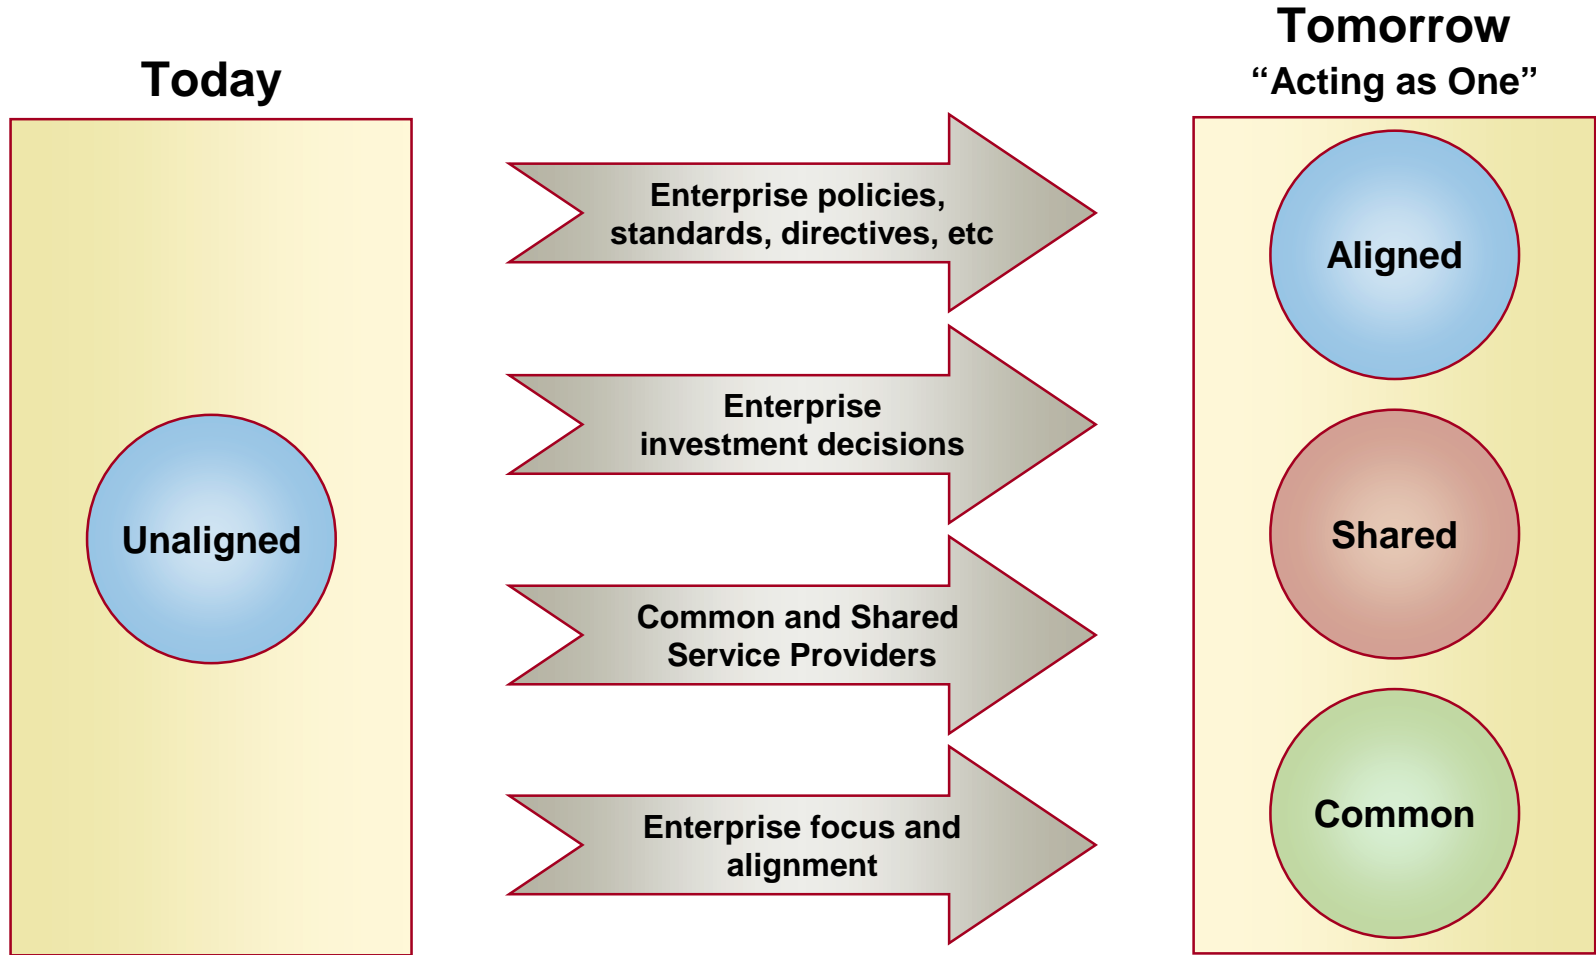 Today
Unaligned
Enterprise policies,
standards, directives, etc
Enterprise
investment decisions
Common and Shared
Service Providers
Enterprise focus and
alignment
Tomorrow
“Acting as One”
Aligned
Shared
Common